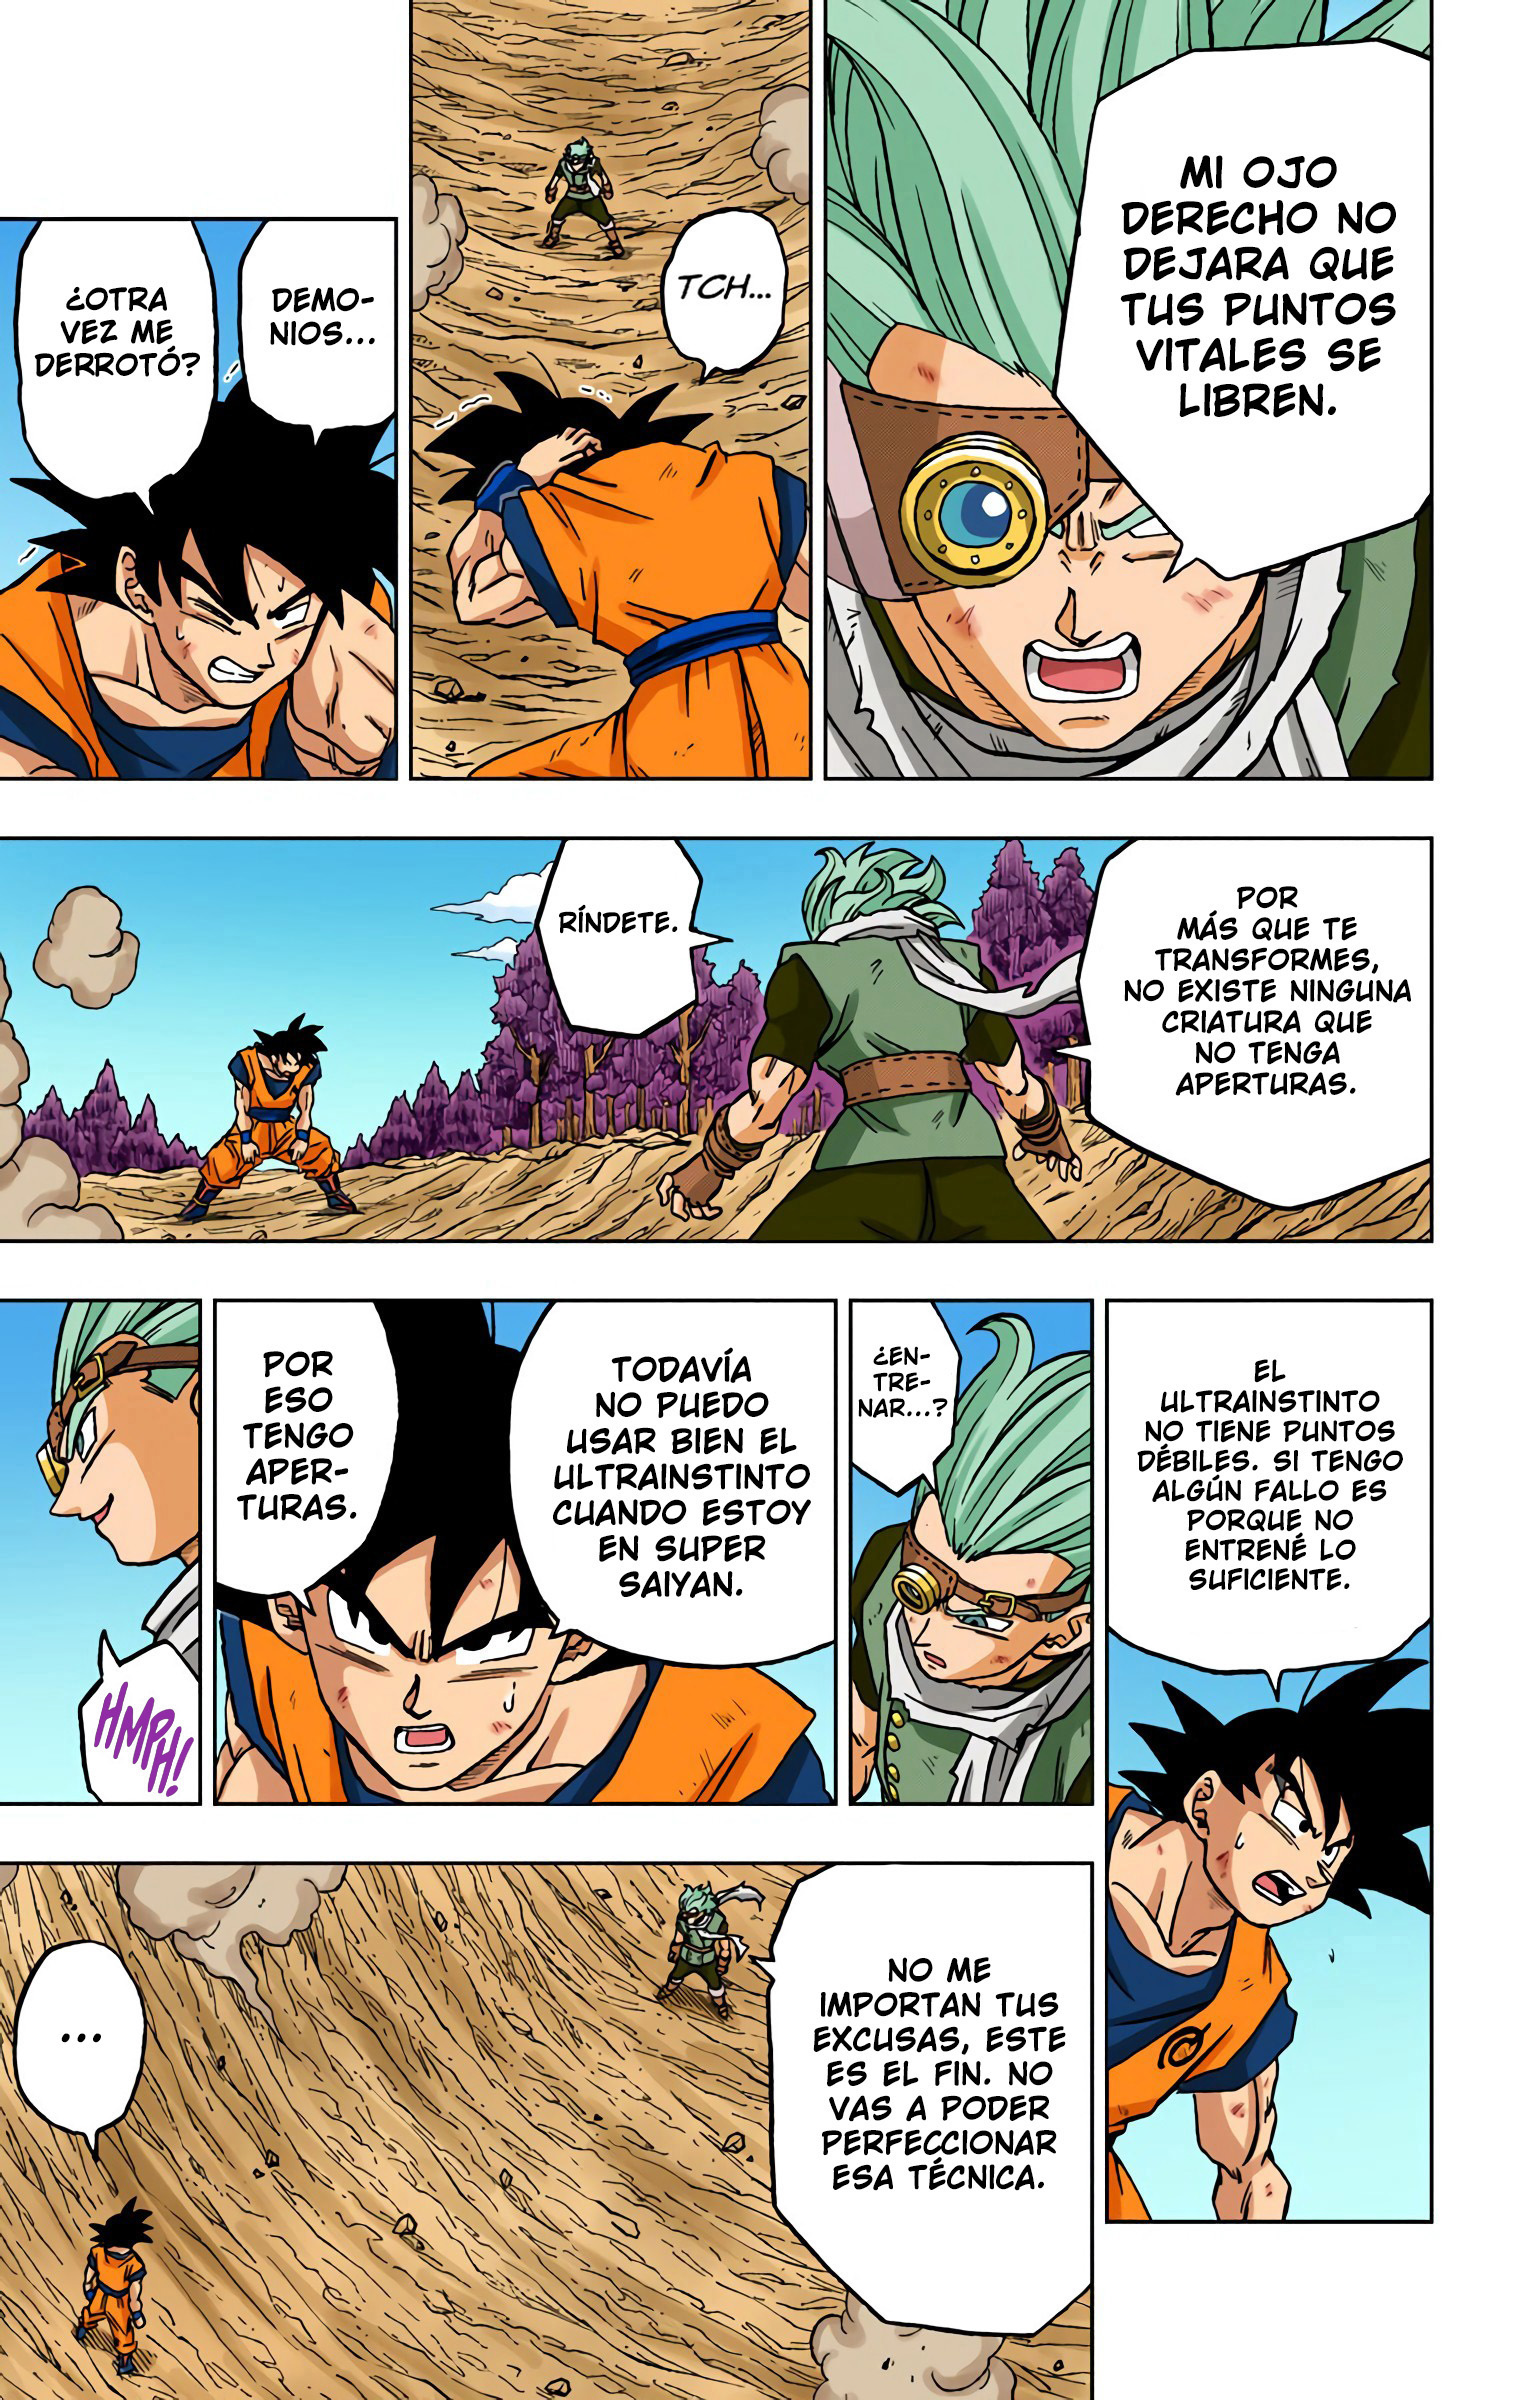 MI OJO
DERECHO NO
DEJARA QUE
TUS PUNTOS
VITALES SE
LIBREN.
TCH...
DEMO-
NIOS...
¿OTRA
VEZ ME
DERROTÓ?
POR
MÁS QUE TE
TRANSFORMES,
NO EXISTE NINGUNA
CRIATURA QUE
NO TENGA
APERTURAS.
RÍNDETE.
EL
ULTRAINSTINTO
NO TIENE PUNTOS
DÉBILES. SI TENGO
ALGÚN FALLO ES
PORQUE NO
ENTRENÉ LO
SUFICIENTE.
¿EN-
TRE-
NAR...?
TODAVÍA
NO PUEDO
USAR BIEN EL
ULTRAINSTINTO
CUANDO ESTOY
EN SUPER
SAIYAN.
POR
ESO
TENGO
APER-
TURAS.
HMPH!
NO ME
IMPORTAN TUS
EXCUSAS, ESTE
ES EL FIN. NO
VAS A PODER
PERFECCIONAR
ESA TÉCNICA.
...